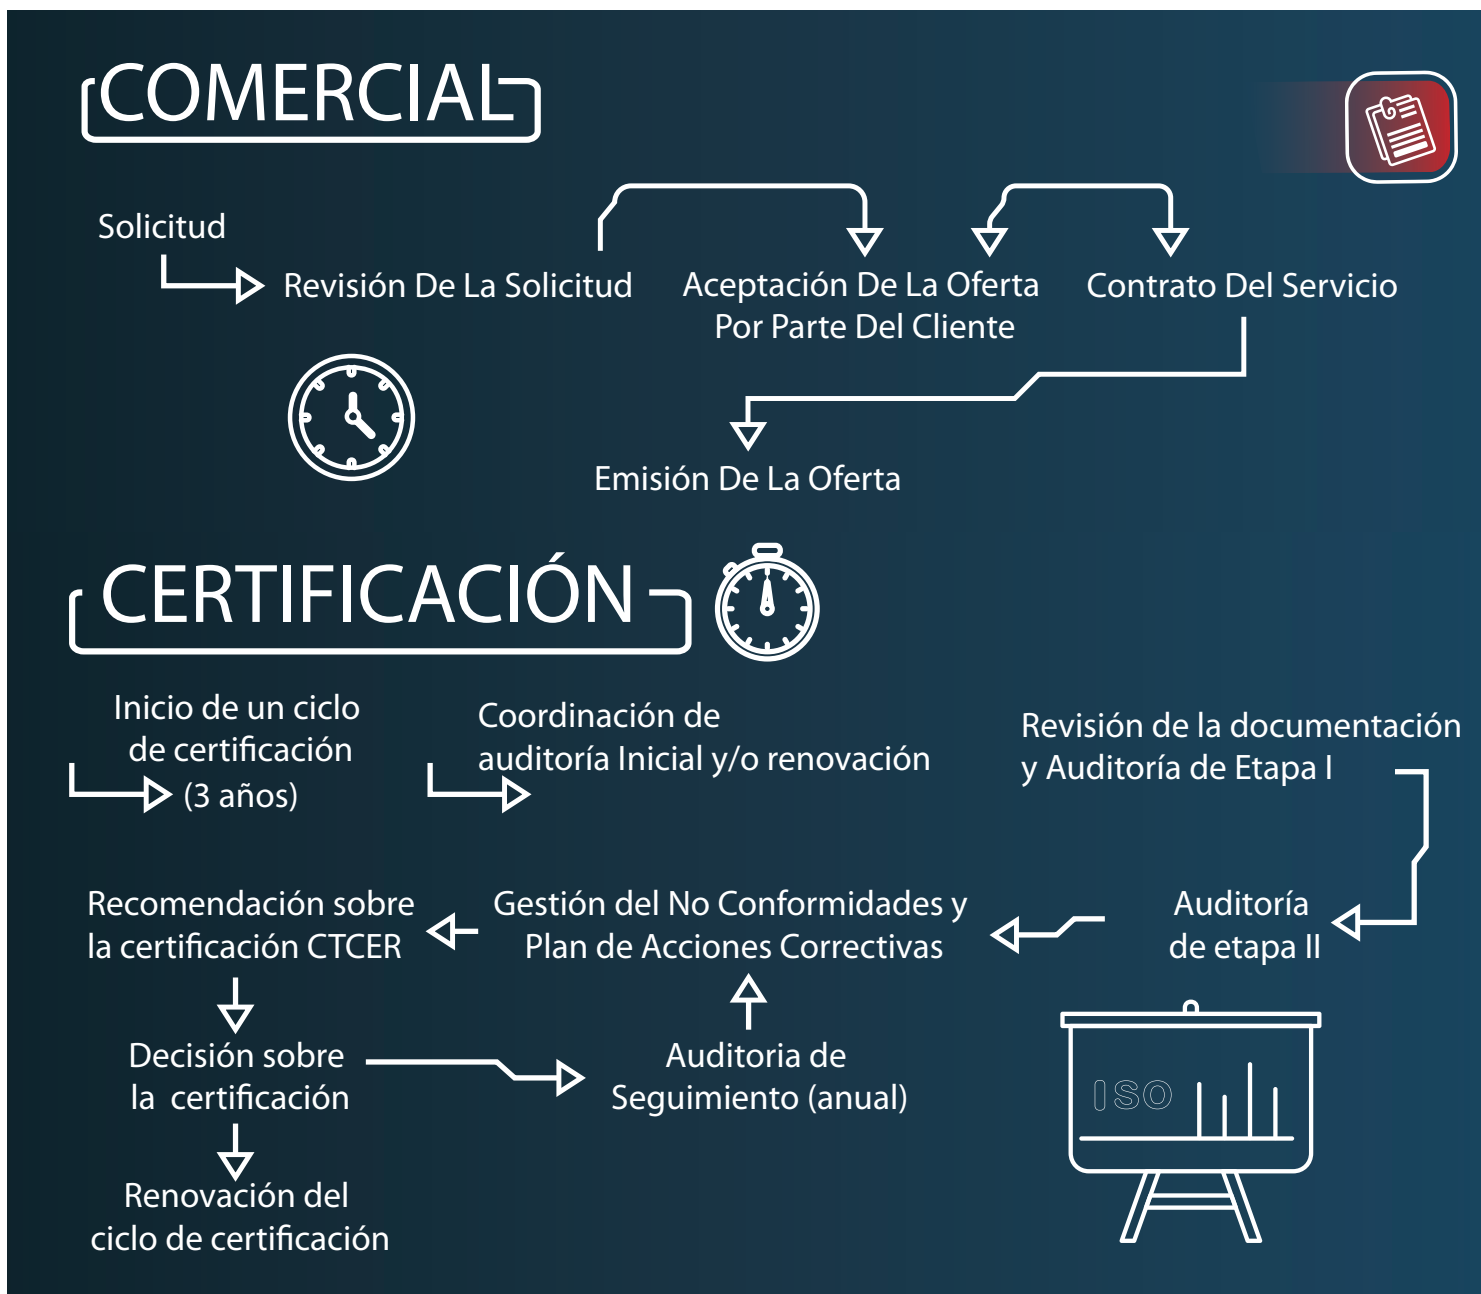 COMERCIAL
Solicitud
Revisión De La Solicitud
Aceptación De La Oferta
Por Parte Del Cliente
Contrato Del Servicio
Emisión De La Oferta
CERTIFICACIÓN
Inicio de un ciclo
de certificación
(3 años)
Coordinación de
auditoría Inicial y/o renovación
Revisión de la documentación
y Auditoría de Etapa I
Recomendación sobre
la certificación CTCER
Gestión del No Conformidades y
Plan de Acciones Correctivas
Auditoría
de etapa II
Decisión sobre
la certificación
Auditoria de
Seguimiento (anual)
ISO
Renovación del
ciclo de certificación